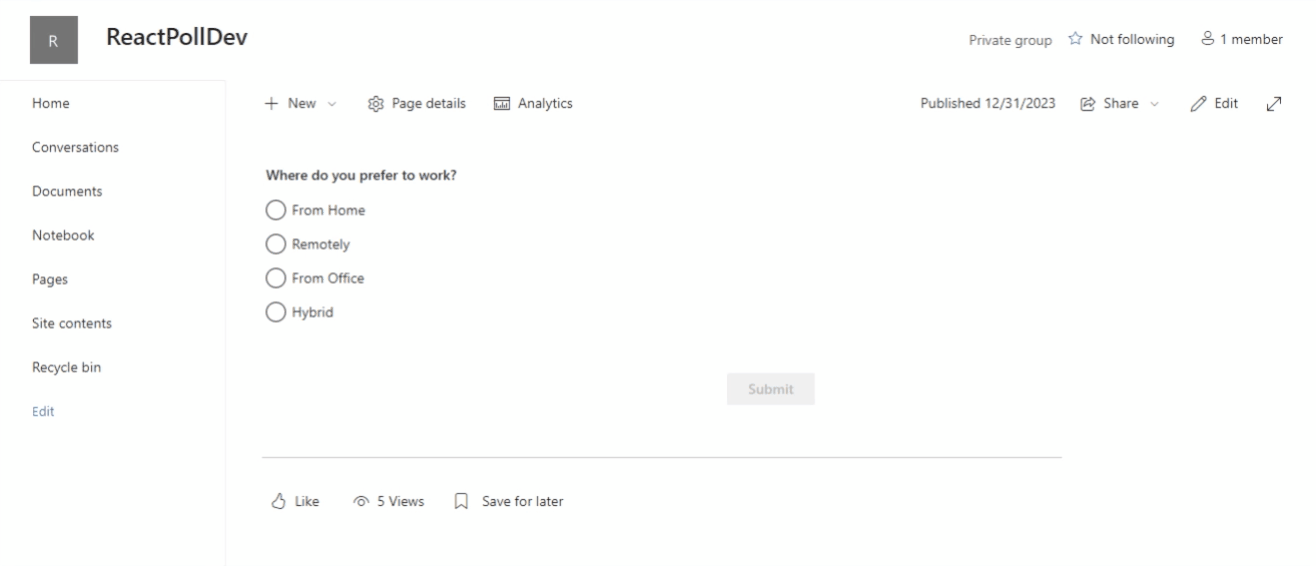 R
ReactPollDev
Private group
Not following
1 member
Home
Conversations
Documents
Notebook
Pages
Site contents
Recycle bin
Edit
New
Page details
Analytics
Published 12/31/2023
Share
Edit
Where do you prefer to work?
From Home
Remotely
From Office
Hybrid
Submit
Like
5 Views
Save for later